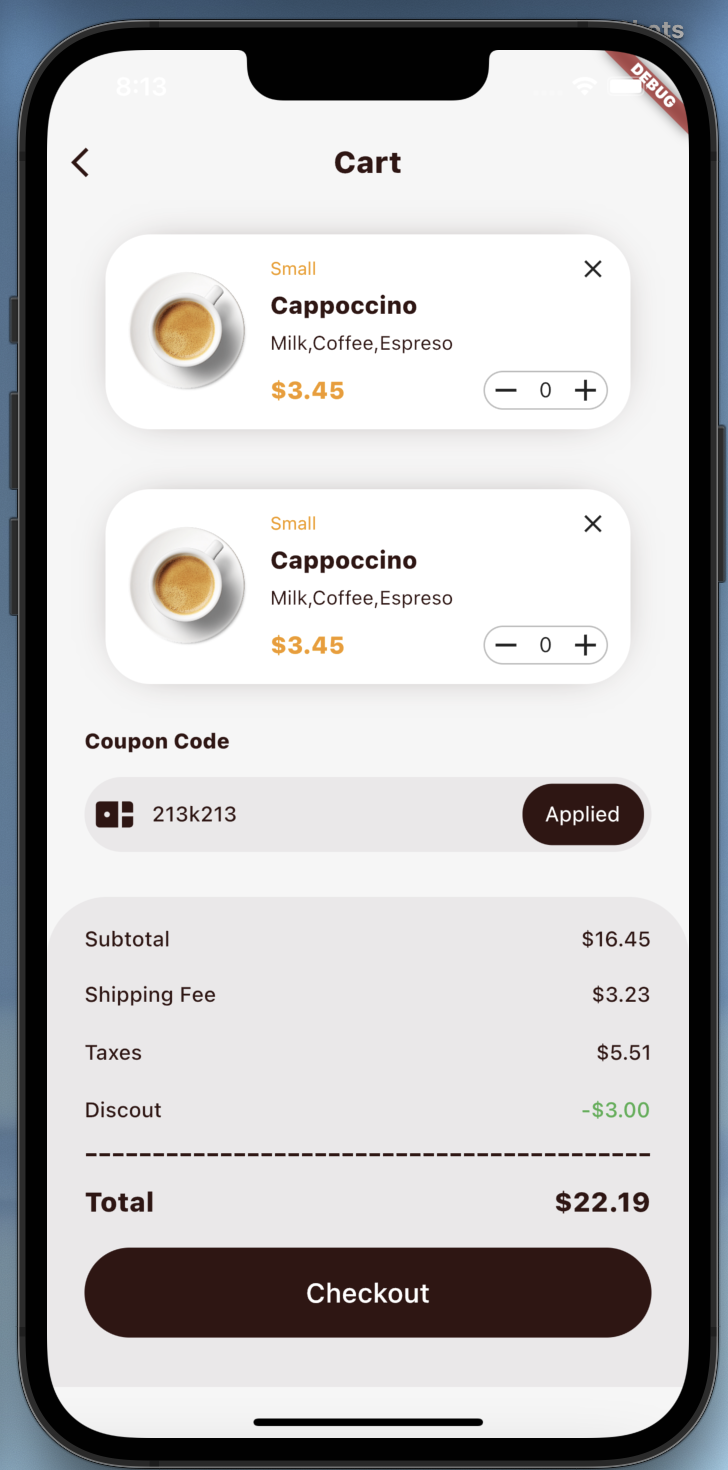 8:13
DEBUG
Cart
Small
Cappoccino
Milk,Coffee,Espreso
$3.45
0
Small
Cappoccino
Milk,Coffee,Espreso
$3.45
0
Coupon Code
213k213
Applied
Subtotal $16.45
Shipping Fee $3.23
Taxes $5.51
Discout -$3.00
Total $22.19
Checkout